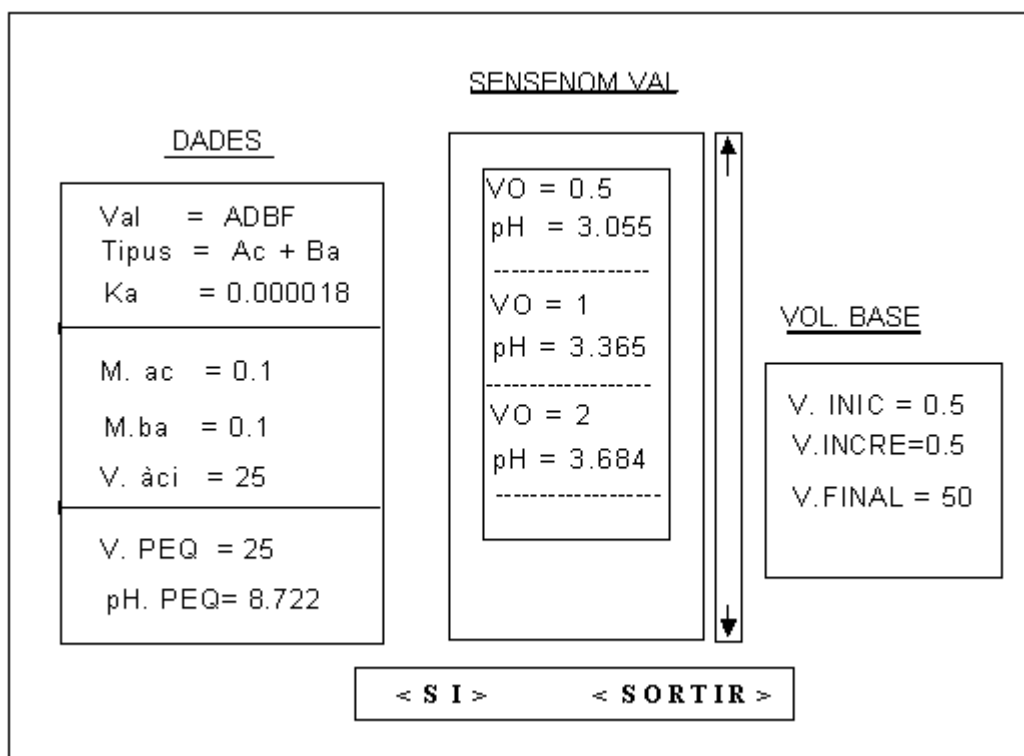 SENSENOM.VAL
DADES
Val = ADBF
Tipus = Ac + Ba
Ka = 0.000018
M. ac = 0.1
M.ba = 0.1
V. àci = 25
V. PEQ = 25
pH. PEQ= 8.722
VO = 0.5
pH = 3.055
------------------
VO = 1
pH = 3.365
-------------------
VO = 2
pH = 3.684
-------------------
VOL. BASE
V. INIC = 0.5
V.INCRE=0.5
V.FINAL = 50
< S I > < SORTIR >